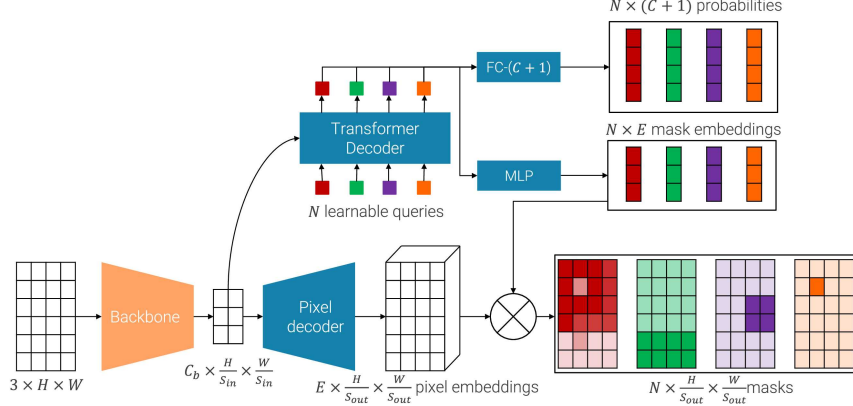 N × (C + 1) probabilities
FC-(C + 1)
Transformer
Decoder
N × E mask embeddings
MLP
N learnable queries
Backbone
Pixel
decoder
3 × H × W
C_b × H/S_in × W/S_in
E × H/S_out × W/S_out pixel embeddings
N × H/S_out × W/S_out masks